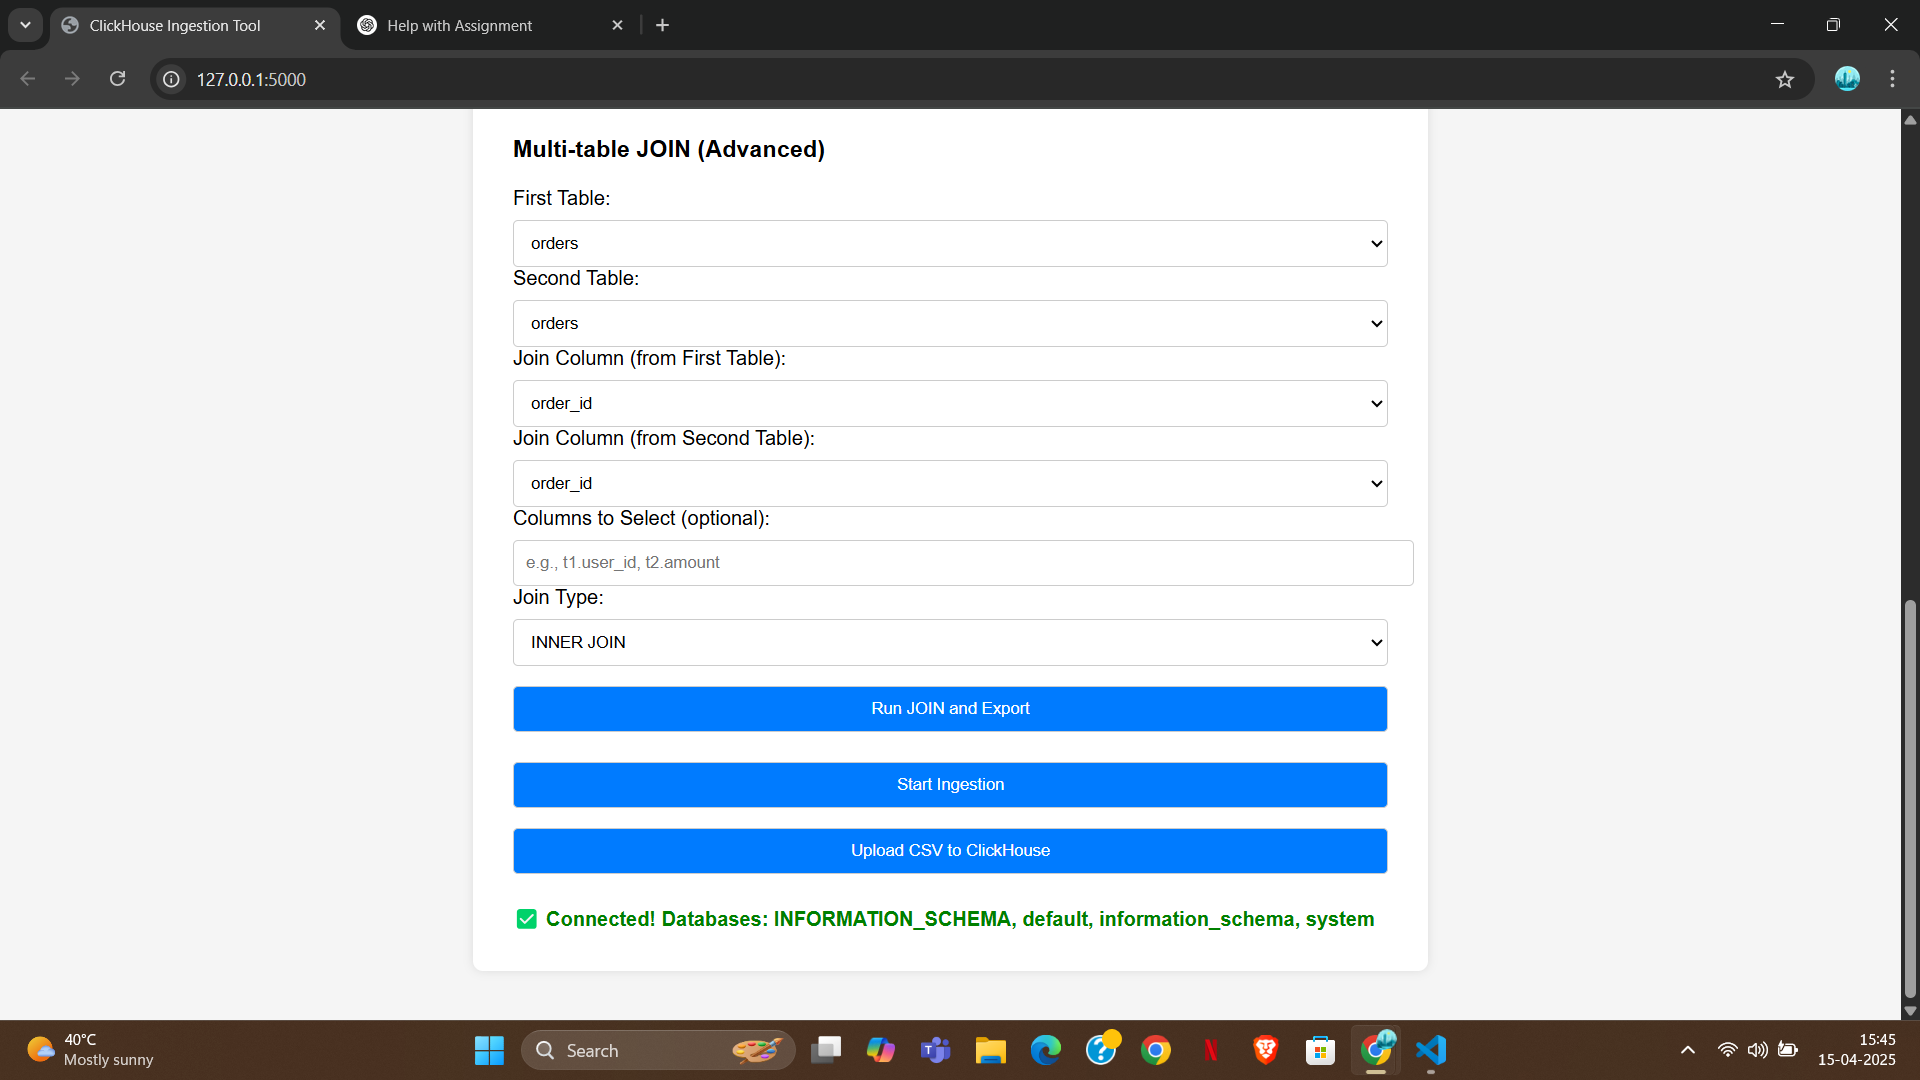 ClickHouse Ingestion Tool
Help with Assignment
127.0.0.1:5000
Multi-table JOIN (Advanced)
First Table:
orders
Second Table:
orders
Join Column (from First Table):
order_id
Join Column (from Second Table):
order_id
Columns to Select (optional):
e.g., t1.user_id, t2.amount
Join Type:
INNER JOIN
Run JOIN and Export
Start Ingestion
Upload CSV to ClickHouse
Connected! Databases: INFORMATION_SCHEMA, default, information_schema, system
40°C
Mostly sunny
Search
15:45
15-04-2025